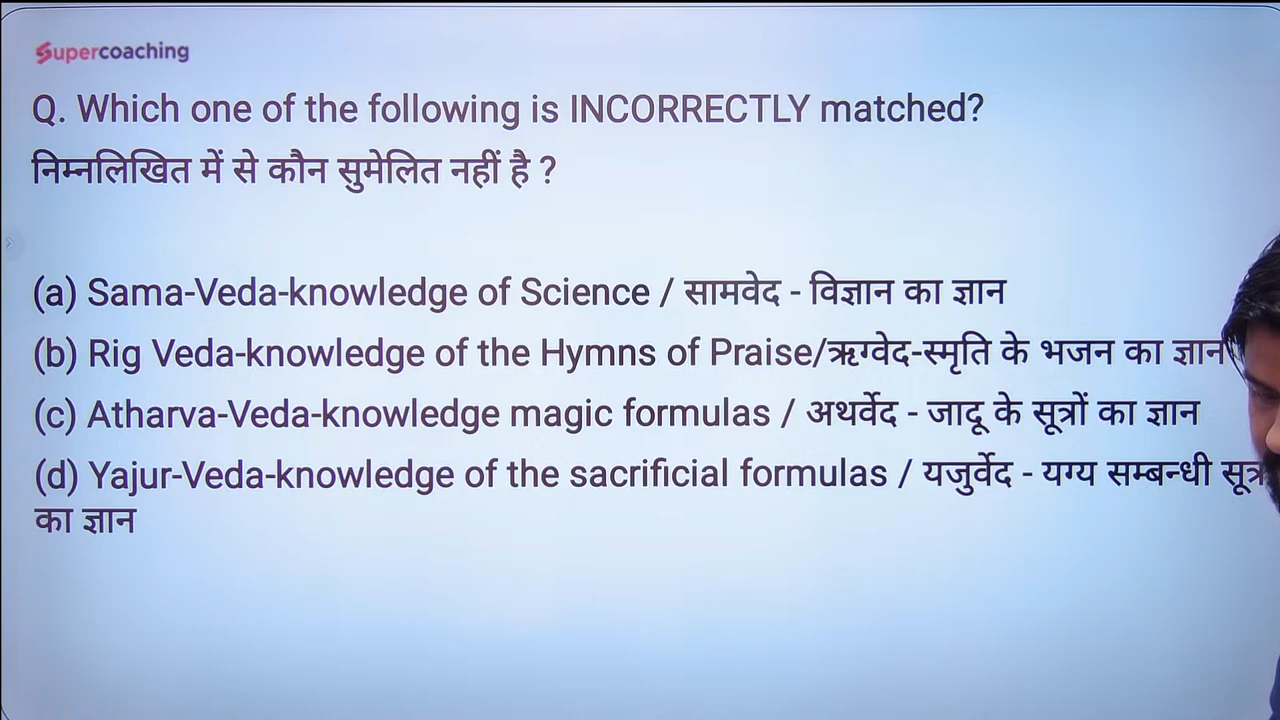 Supercoaching
Q. Which one of the following is INCORRECTLY matched?
निम्नलिखित में से कौन सुमेलित नहीं है ?
(a) Sama-Veda-knowledge of Science / सामवेद - विज्ञान का ज्ञान
(b) Rig Veda-knowledge of the Hymns of Praise/ऋग्वेद-स्मृति के भजन का ज्ञान
(c) Atharva-Veda-knowledge magic formulas / अथर्वेद - जादू के सूत्रों का ज्ञान
(d) Yajur-Veda-knowledge of the sacrificial formulas / यजुर्वेद - यग्य सम्बन्धी सूत्र
का ज्ञान